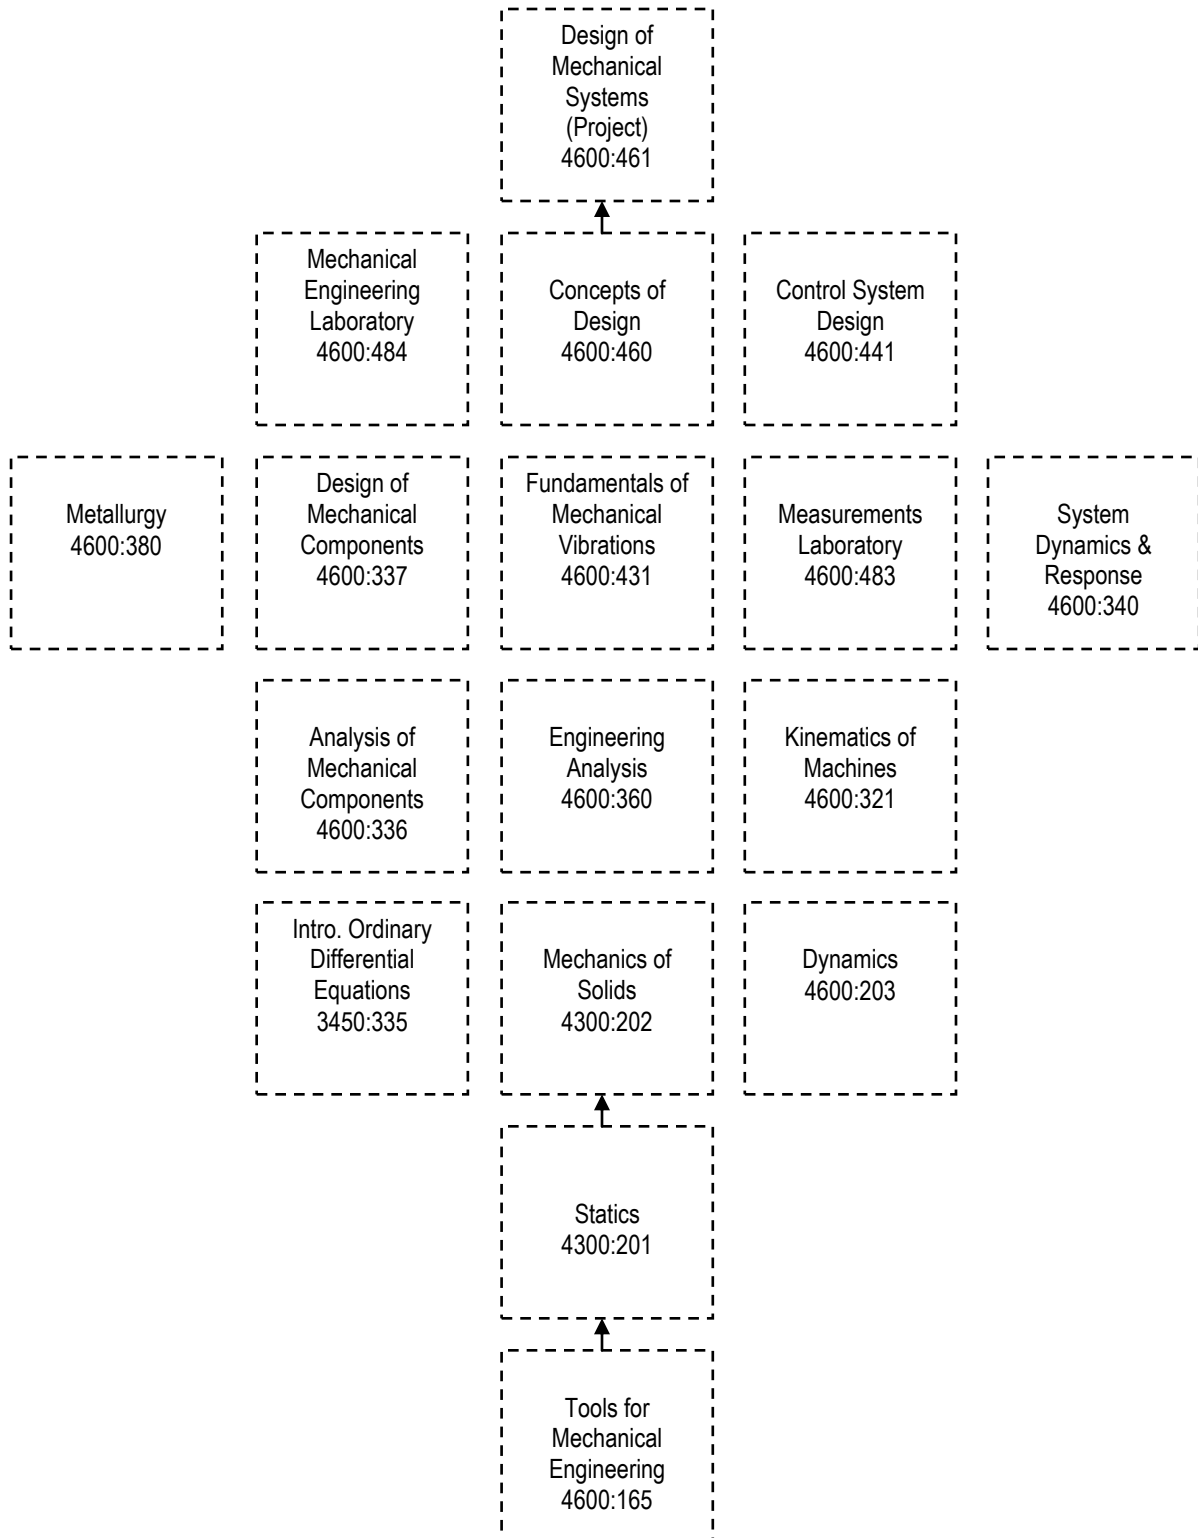 Design of
Mechanical
Systems
(Project)
4600:461
Mechanical
Engineering
Laboratory
4600:484
Concepts of
Design
4600:460
Control System
Design
4600:441
Metallurgy
4600:380
Design of
Mechanical
Components
4600:337
Fundamentals of
Mechanical
Vibrations
4600:431
Measurements
Laboratory
4600:483
System
Dynamics &
Response
4600:340
Analysis of
Mechanical
Components
4600:336
Engineering
Analysis
4600:360
Kinematics of
Machines
4600:321
Intro. Ordinary
Differential
Equations
3450:335
Mechanics of
Solids
4300:202
Dynamics
4600:203
Statics
4300:201
Tools for
Mechanical
Engineering
4600:165